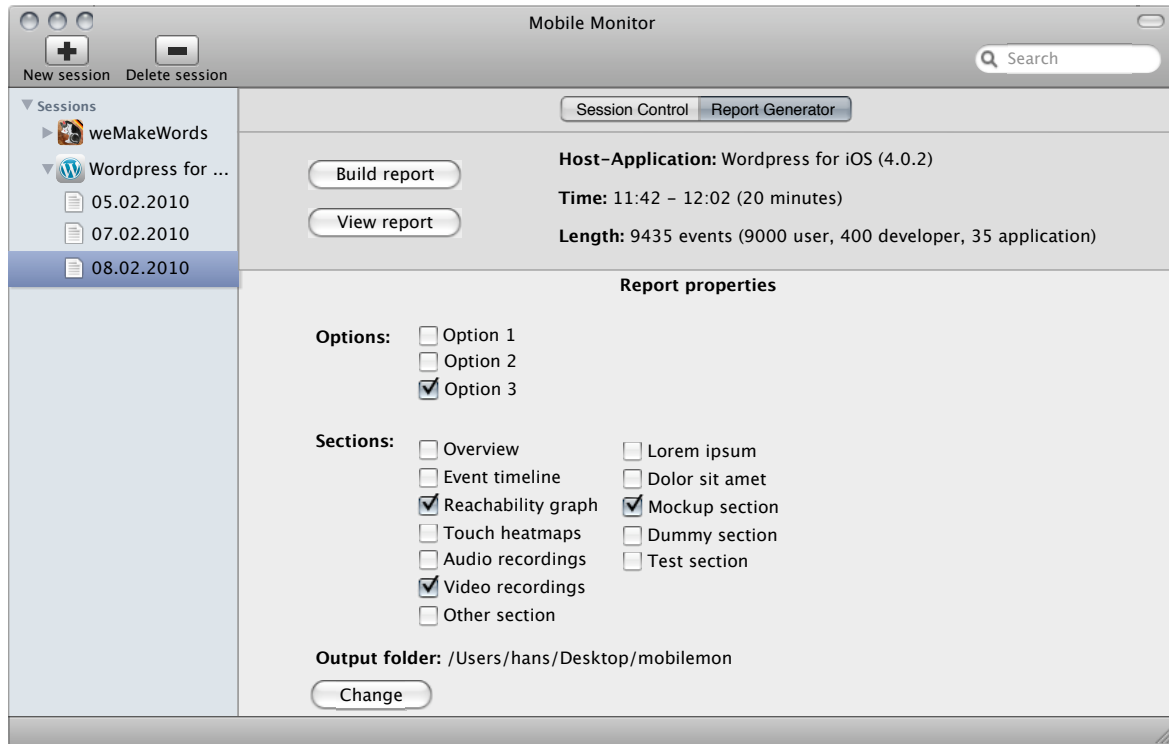 Mobile Monitor
New session Delete session
Search
Sessions
weMakeWords
Wordpress for ...
05.02.2010
07.02.2010
08.02.2010
Session Control Report Generator
Build report
View report
Host-Application: Wordpress for iOS (4.0.2)
Time: 11:42 – 12:02 (20 minutes)
Length: 9435 events (9000 user, 400 developer, 35 application)
Report properties
Options:
Option 1
Option 2
Option 3
Sections:
Overview
Event timeline
Reachability graph
Touch heatmaps
Audio recordings
Video recordings
Other section
Lorem ipsum
Dolor sit amet
Mockup section
Dummy section
Test section
Output folder: /Users/hans/Desktop/mobilemon
Change